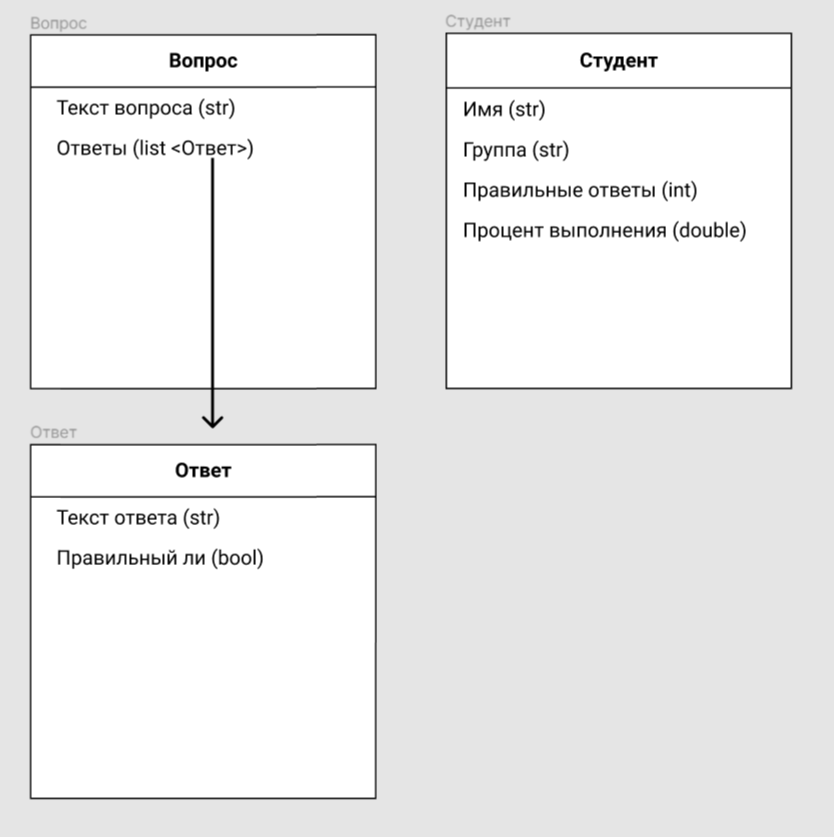 Вопрос
Вопрос
Текст вопроса (str)
Ответы (list <Ответ>)
Студент
Студент
Имя (str)
Группа (str)
Правильные ответы (int)
Процент выполнения (double)
Ответ
Ответ
Текст ответа (str)
Правильный ли (bool)